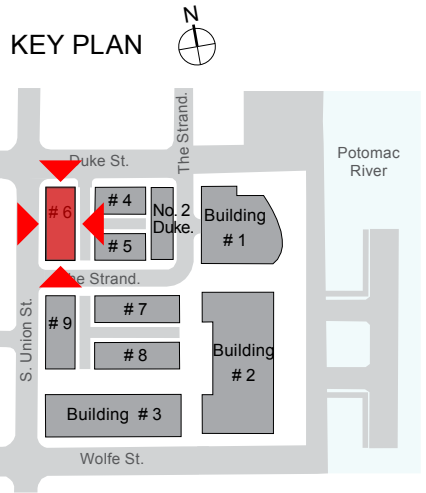 N
KEY PLAN
The Strand.
Duke St.
Potomac
River
# 6
# 4
No. 2
Duke.
Building
# 1
# 5
The Strand.
S. Union St.
# 7
# 9
# 8
Building
# 2
Building # 3
Wolfe St.